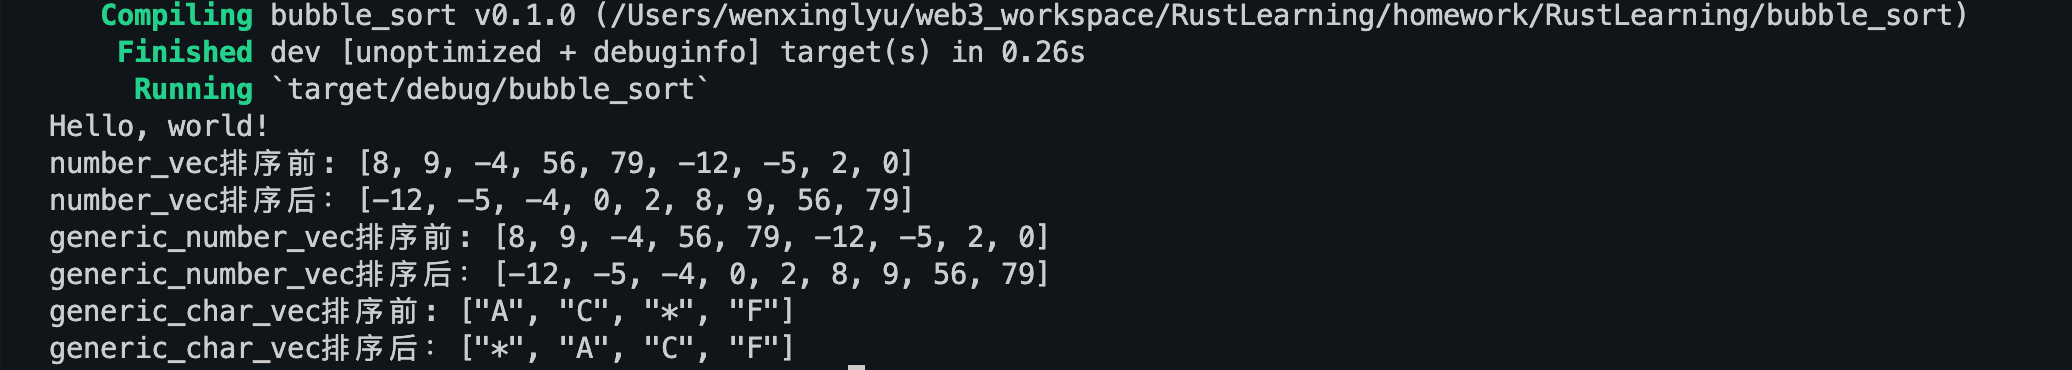 Compiling bubble_sort v0.1.0 (/Users/wenxinglyu/web3_workspace/RustLearning/homework/RustLearning/bubble_sort)
Finished dev [unoptimized + debuginfo] target(s) in 0.26s
Running `target/debug/bubble_sort`
Hello, world!
number_vec排序前: [8, 9, -4, 56, 79, -12, -5, 2, 0]
number_vec排序后: [-12, -5, -4, 0, 2, 8, 9, 56, 79]
generic_number_vec排序前: [8, 9, -4, 56, 79, -12, -5, 2, 0]
generic_number_vec排序后: [-12, -5, -4, 0, 2, 8, 9, 56, 79]
generic_char_vec排序前: ["A", "C", "*", "F"]
generic_char_vec排序后: ["*", "A", "C", "F"]